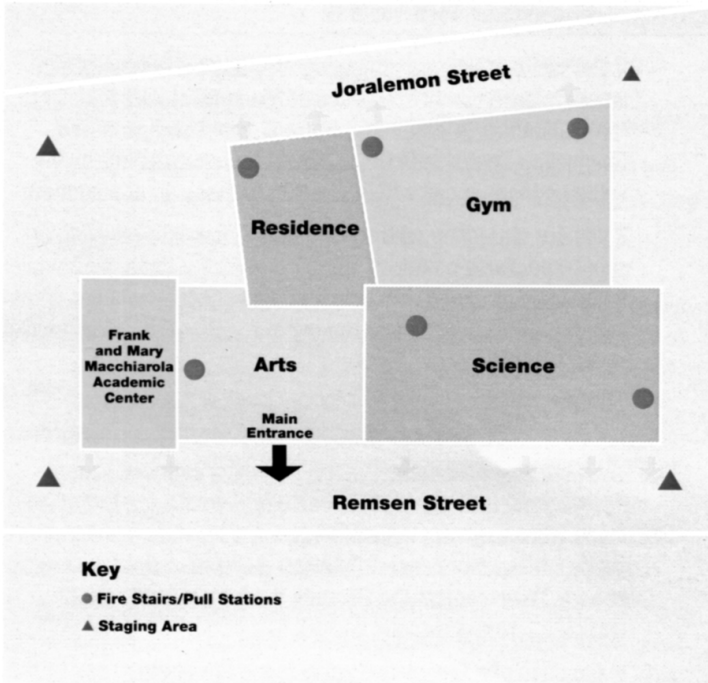 Joralemon Street
Gym
Residence
Frank
and Mary
Macchiarola
Academic
Center
Arts
Science
Main
Entrance
Remsen Street
Key
Fire Stairs/Pull Stations
Staging Area